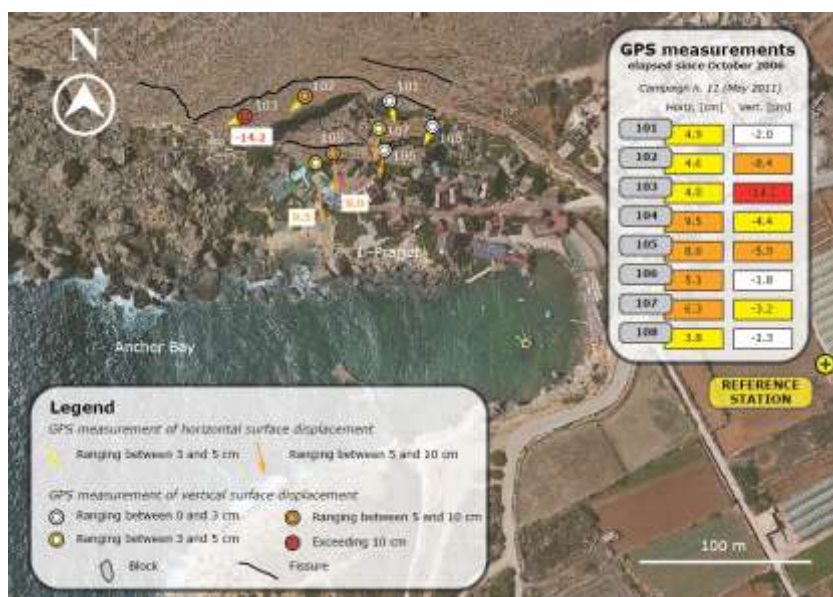 N
102
103
101
-14.2
107
108
105
106
8.0
9.5
Il-Prajjet
Anchor Bay
GPS measurements
elapsed since October 2006
Campaign n. 11 (May 2011)
Horiz. [cm] Vert. [cm]
101 4.9 -2.0
102 4.6 -8.4
103 4.0 -14.2
104 9.5 -4.4
105 8.0 -5.9
106 5.1 -1.8
107 6.3 -3.2
108 3.8 -1.3
REFERENCE
STATION
Legend
GPS measurement of horizontal surface displacement
Ranging between 3 and 5 cm Ranging between 5 and 10 cm
GPS measurement of vertical surface displacement
Ranging between 0 and 3 cm Ranging between 5 and 10 cm
Ranging between 3 and 5 cm Exceeding 10 cm
Block Fissure
100 m